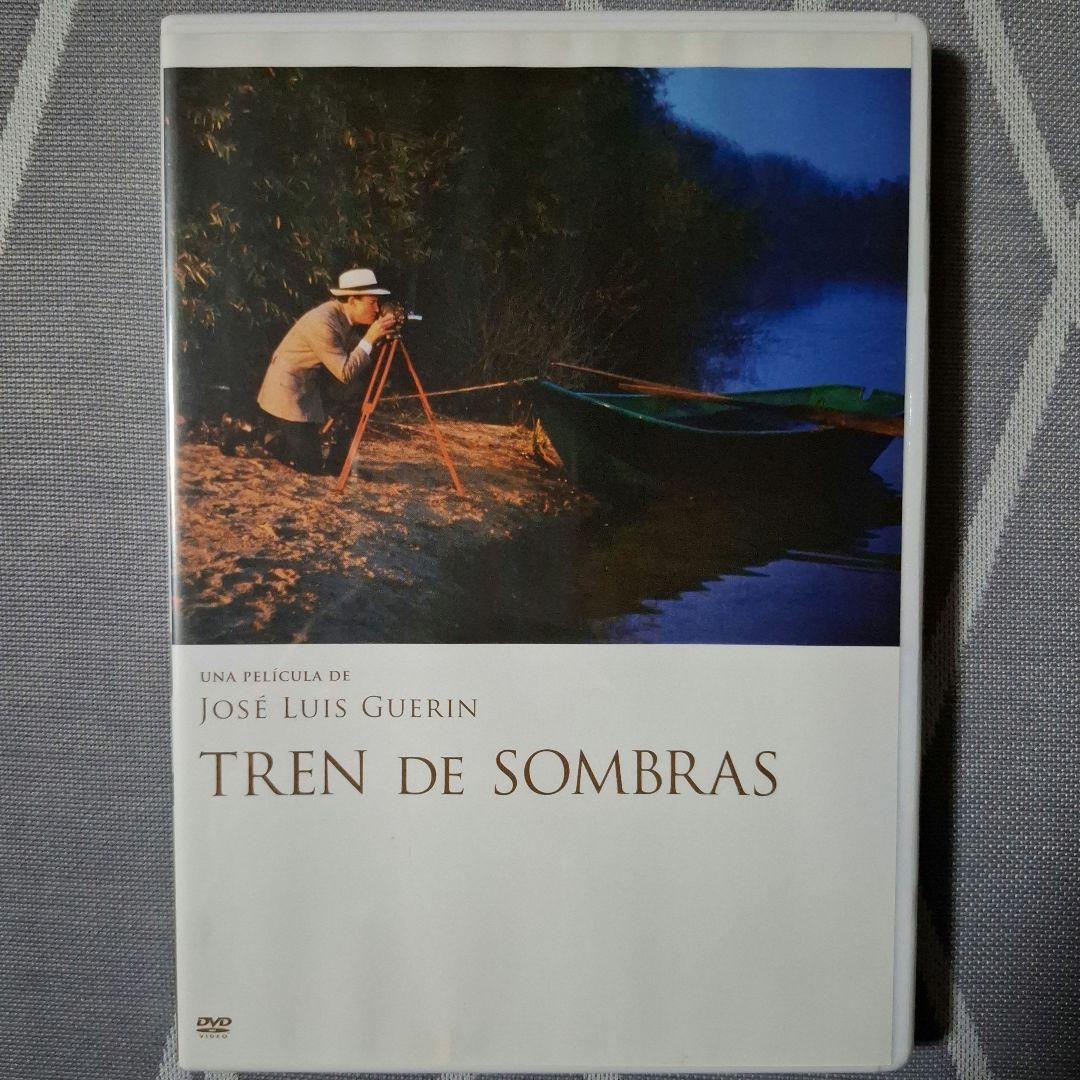 UNA PELÍCULA DE
JOSÉ LUIS GUERIN
TREN DE SOMBRAS
DVD
VIDEO